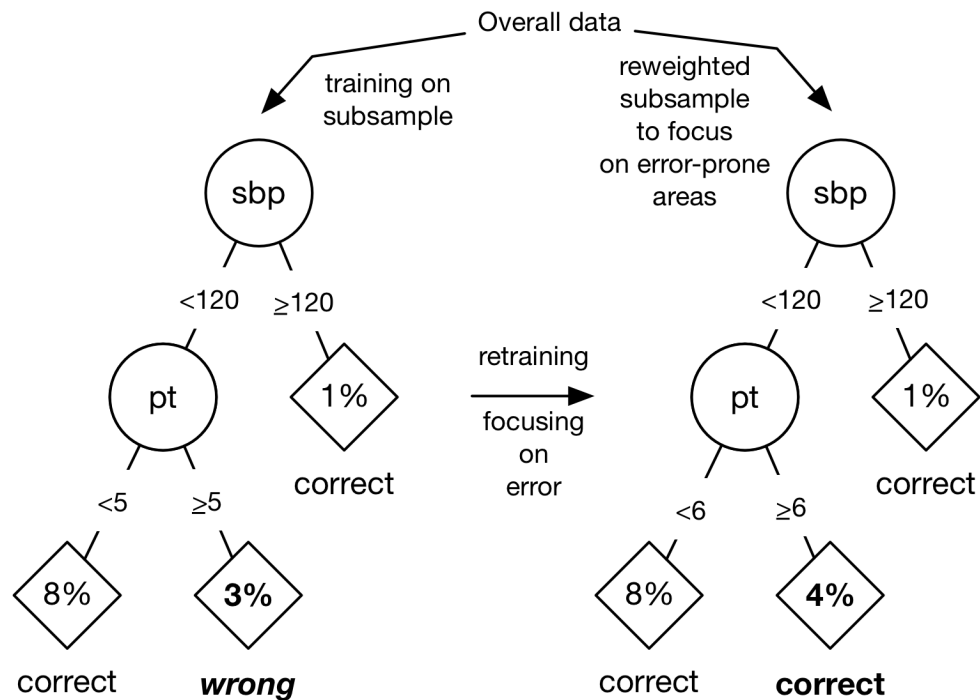 Overall data
training on
subsample
reweighted
subsample
to focus
on error-prone
areas
sbp
sbp
<120
≥120
<120
≥120
pt
1%
correct
retraining
focusing
on
error
pt
1%
correct
<5
≥5
<6
≥6
8%
3%
8%
4%
correct
wrong
correct
correct